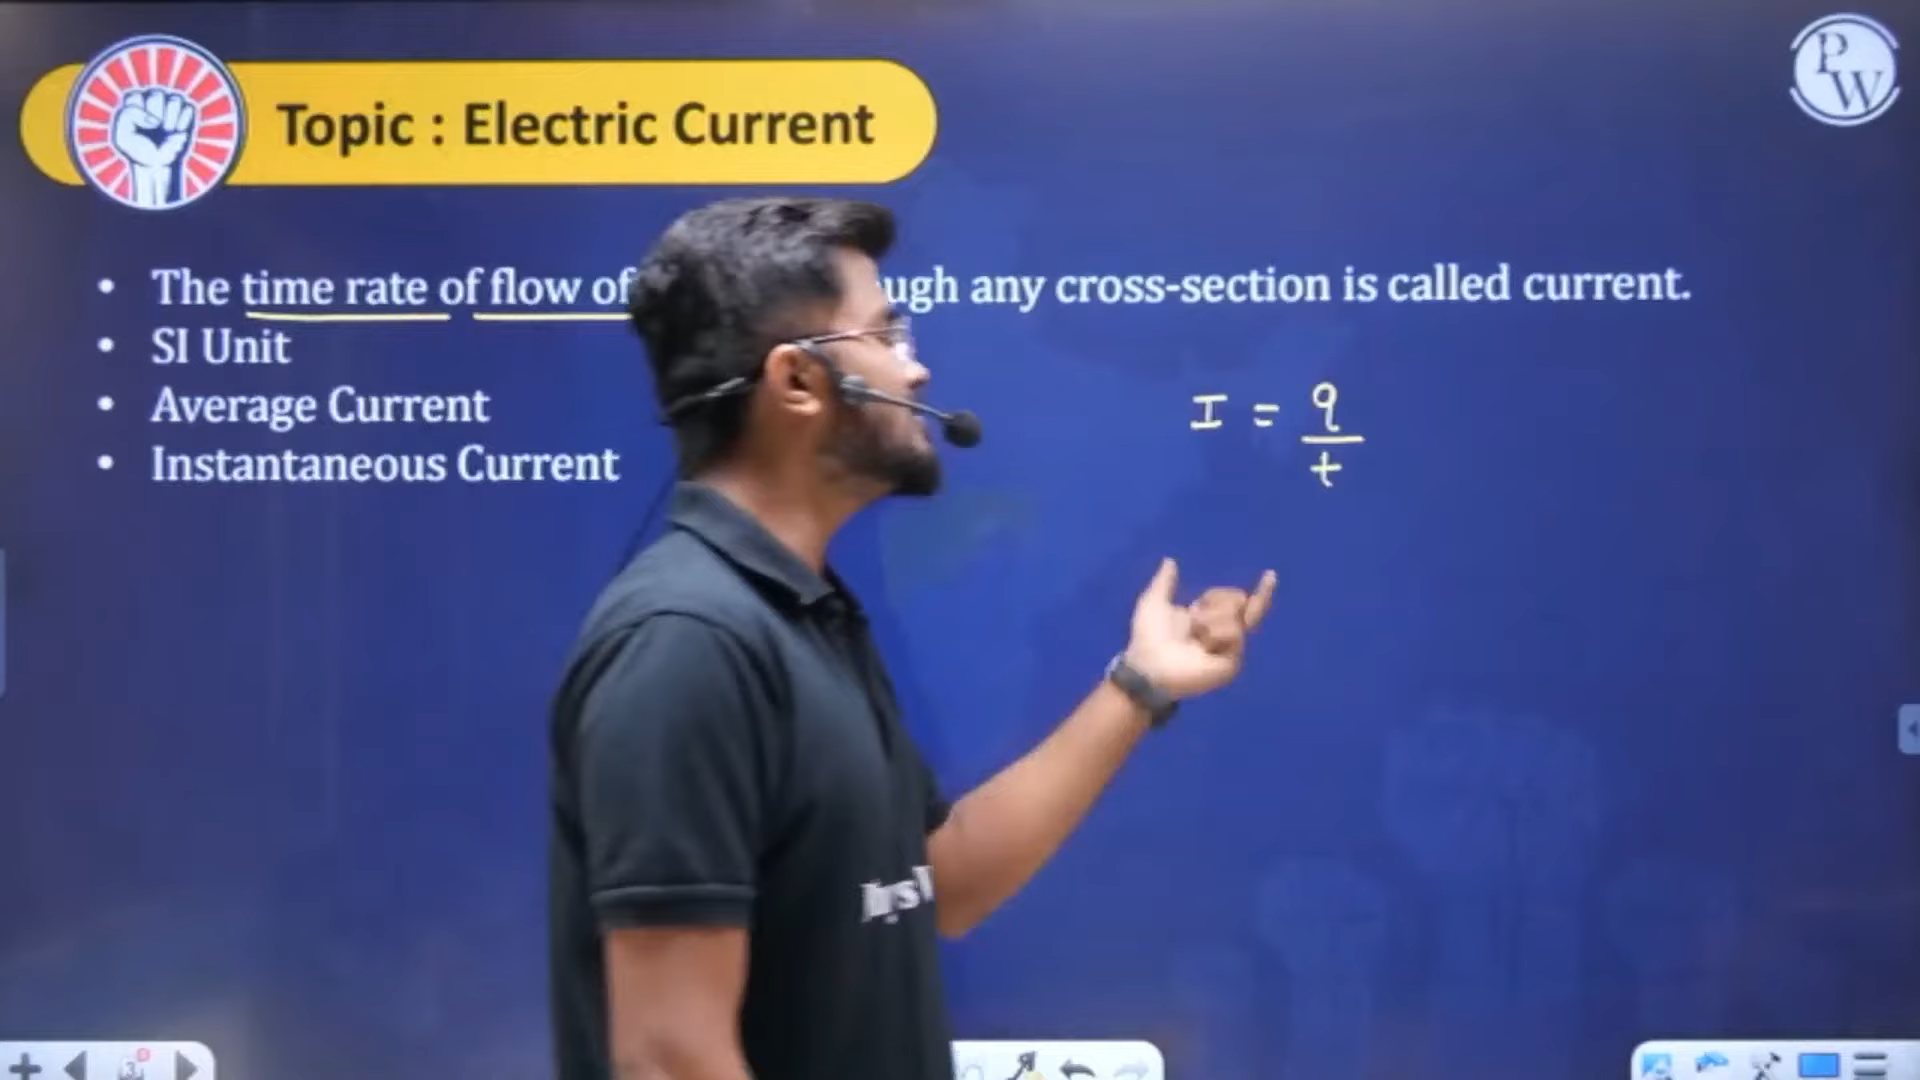 P
W
Topic : Electric Current
• The time rate of flow of ugh any cross-section is called current.
• SI Unit
• Average Current
• Instantaneous Current
I = q
t